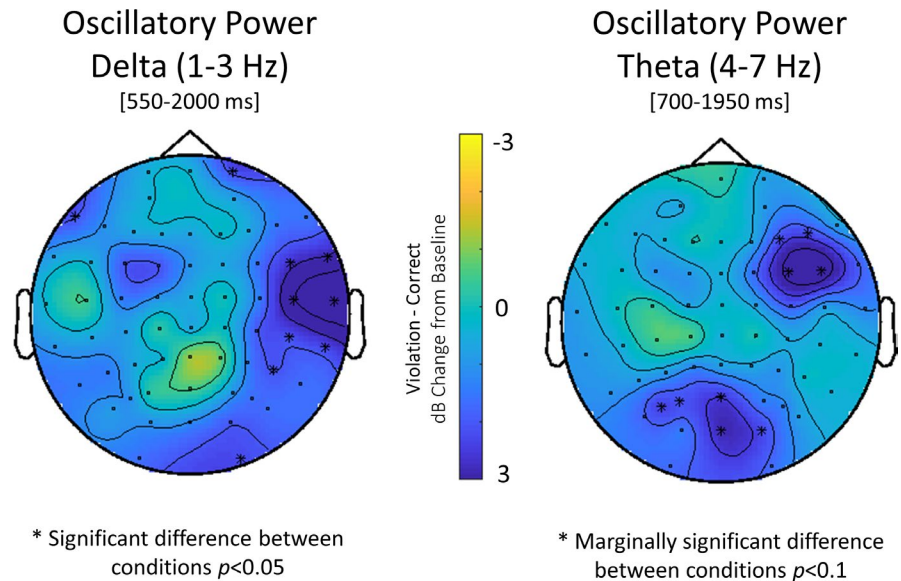 Oscillatory Power
Delta (1-3 Hz)
[550-2000 ms]
Oscillatory Power
Theta (4-7 Hz)
[700-1950 ms]
Violation - Correct
dB Change from Baseline
-3
0
3
* Significant difference between
conditions p<0.05
* Marginally significant difference
between conditions p<0.1